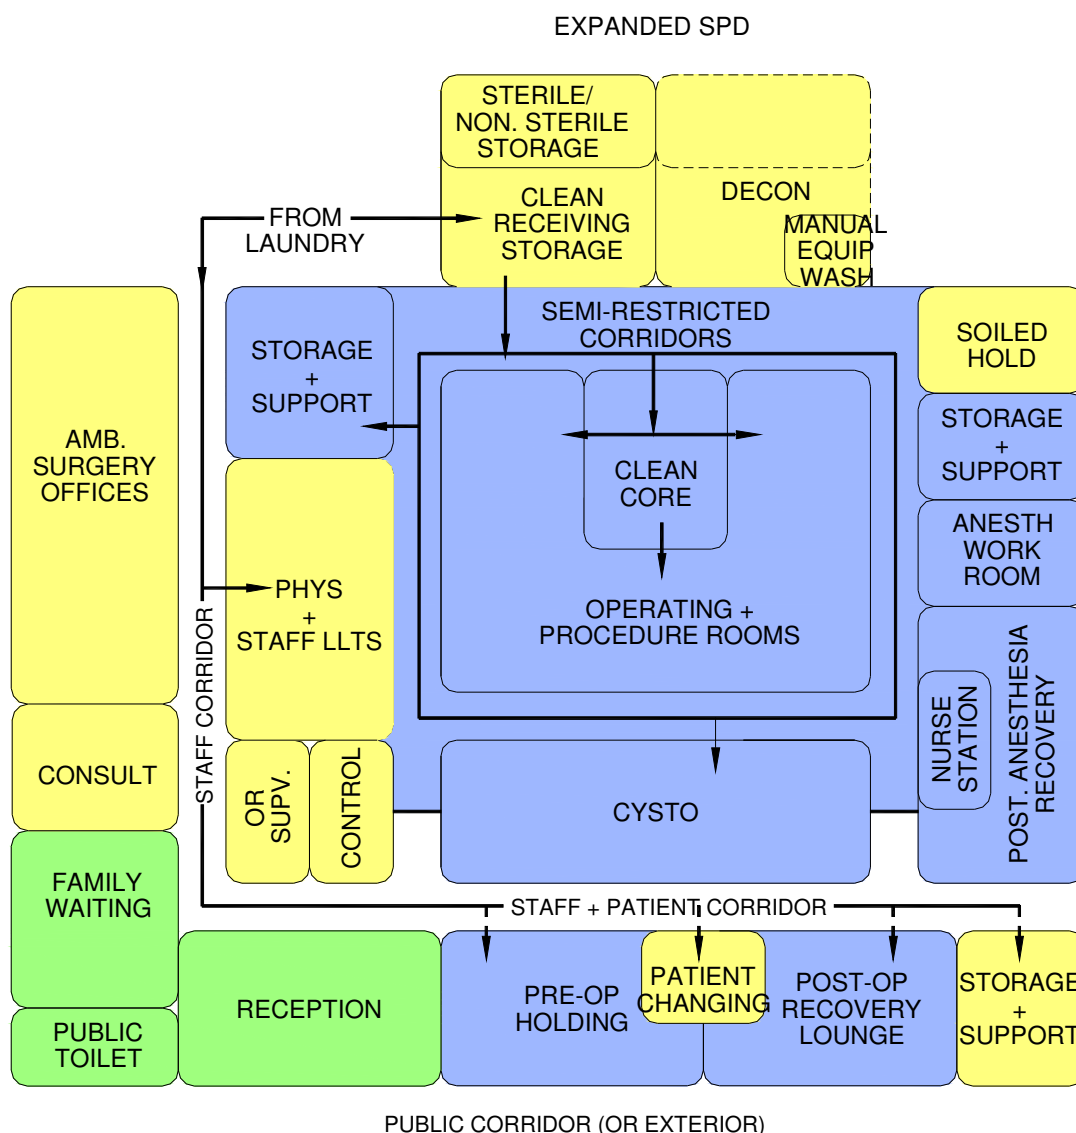 EXPANDED SPD
STERILE/
NON. STERILE
STORAGE
DECON
CLEAN
RECEIVING
STORAGE
MANUAL
EQUIP
WASH
FROM
LAUNDRY
SEMI-RESTRICTED
CORRIDORS
STORAGE
+
SUPPORT
SOILED
HOLD
AMB.
SURGERY
OFFICES
CLEAN
CORE
STORAGE
+
SUPPORT
ANESTH
WORK
ROOM
PHYS
+
STAFF LLTS
OPERATING +
PROCEDURE ROOMS
STAFF CORRIDOR
NURSE
STATION
POST. ANESTHESIA
RECOVERY
CONSULT
OR
SUPV.
CONTROL
CYSTO
FAMILY
WAITING
STAFF + PATIENT CORRIDOR
RECEPTION
PRE-OP
HOLDING
PATIENT
CHANGING
POST-OP
RECOVERY
LOUNGE
STORAGE
+
SUPPORT
PUBLIC
TOILET
PUBLIC CORRIDOR (OR EXTERIOR)